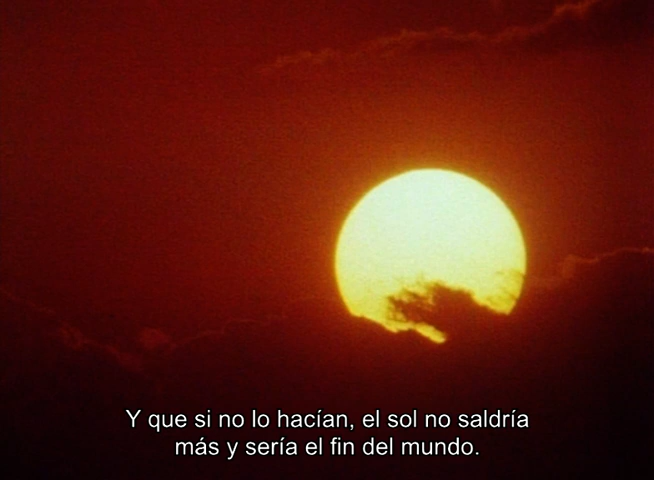 Y que si no lo hacían, el sol no saldría
más y sería el fin del mundo.